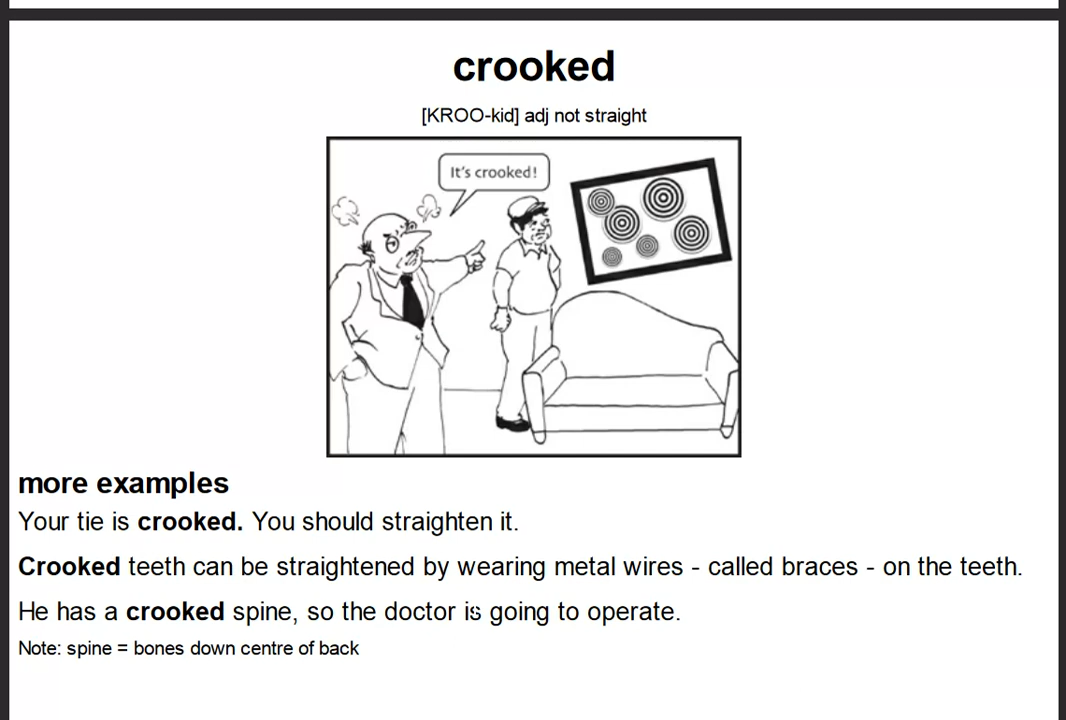 crooked
[KROO-kid] adj not straight
It's crooked!
more examples
Your tie is crooked. You should straighten it.
Crooked teeth can be straightened by wearing metal wires - called braces - on the teeth.
He has a crooked spine, so the doctor is going to operate.
Note: spine = bones down centre of back